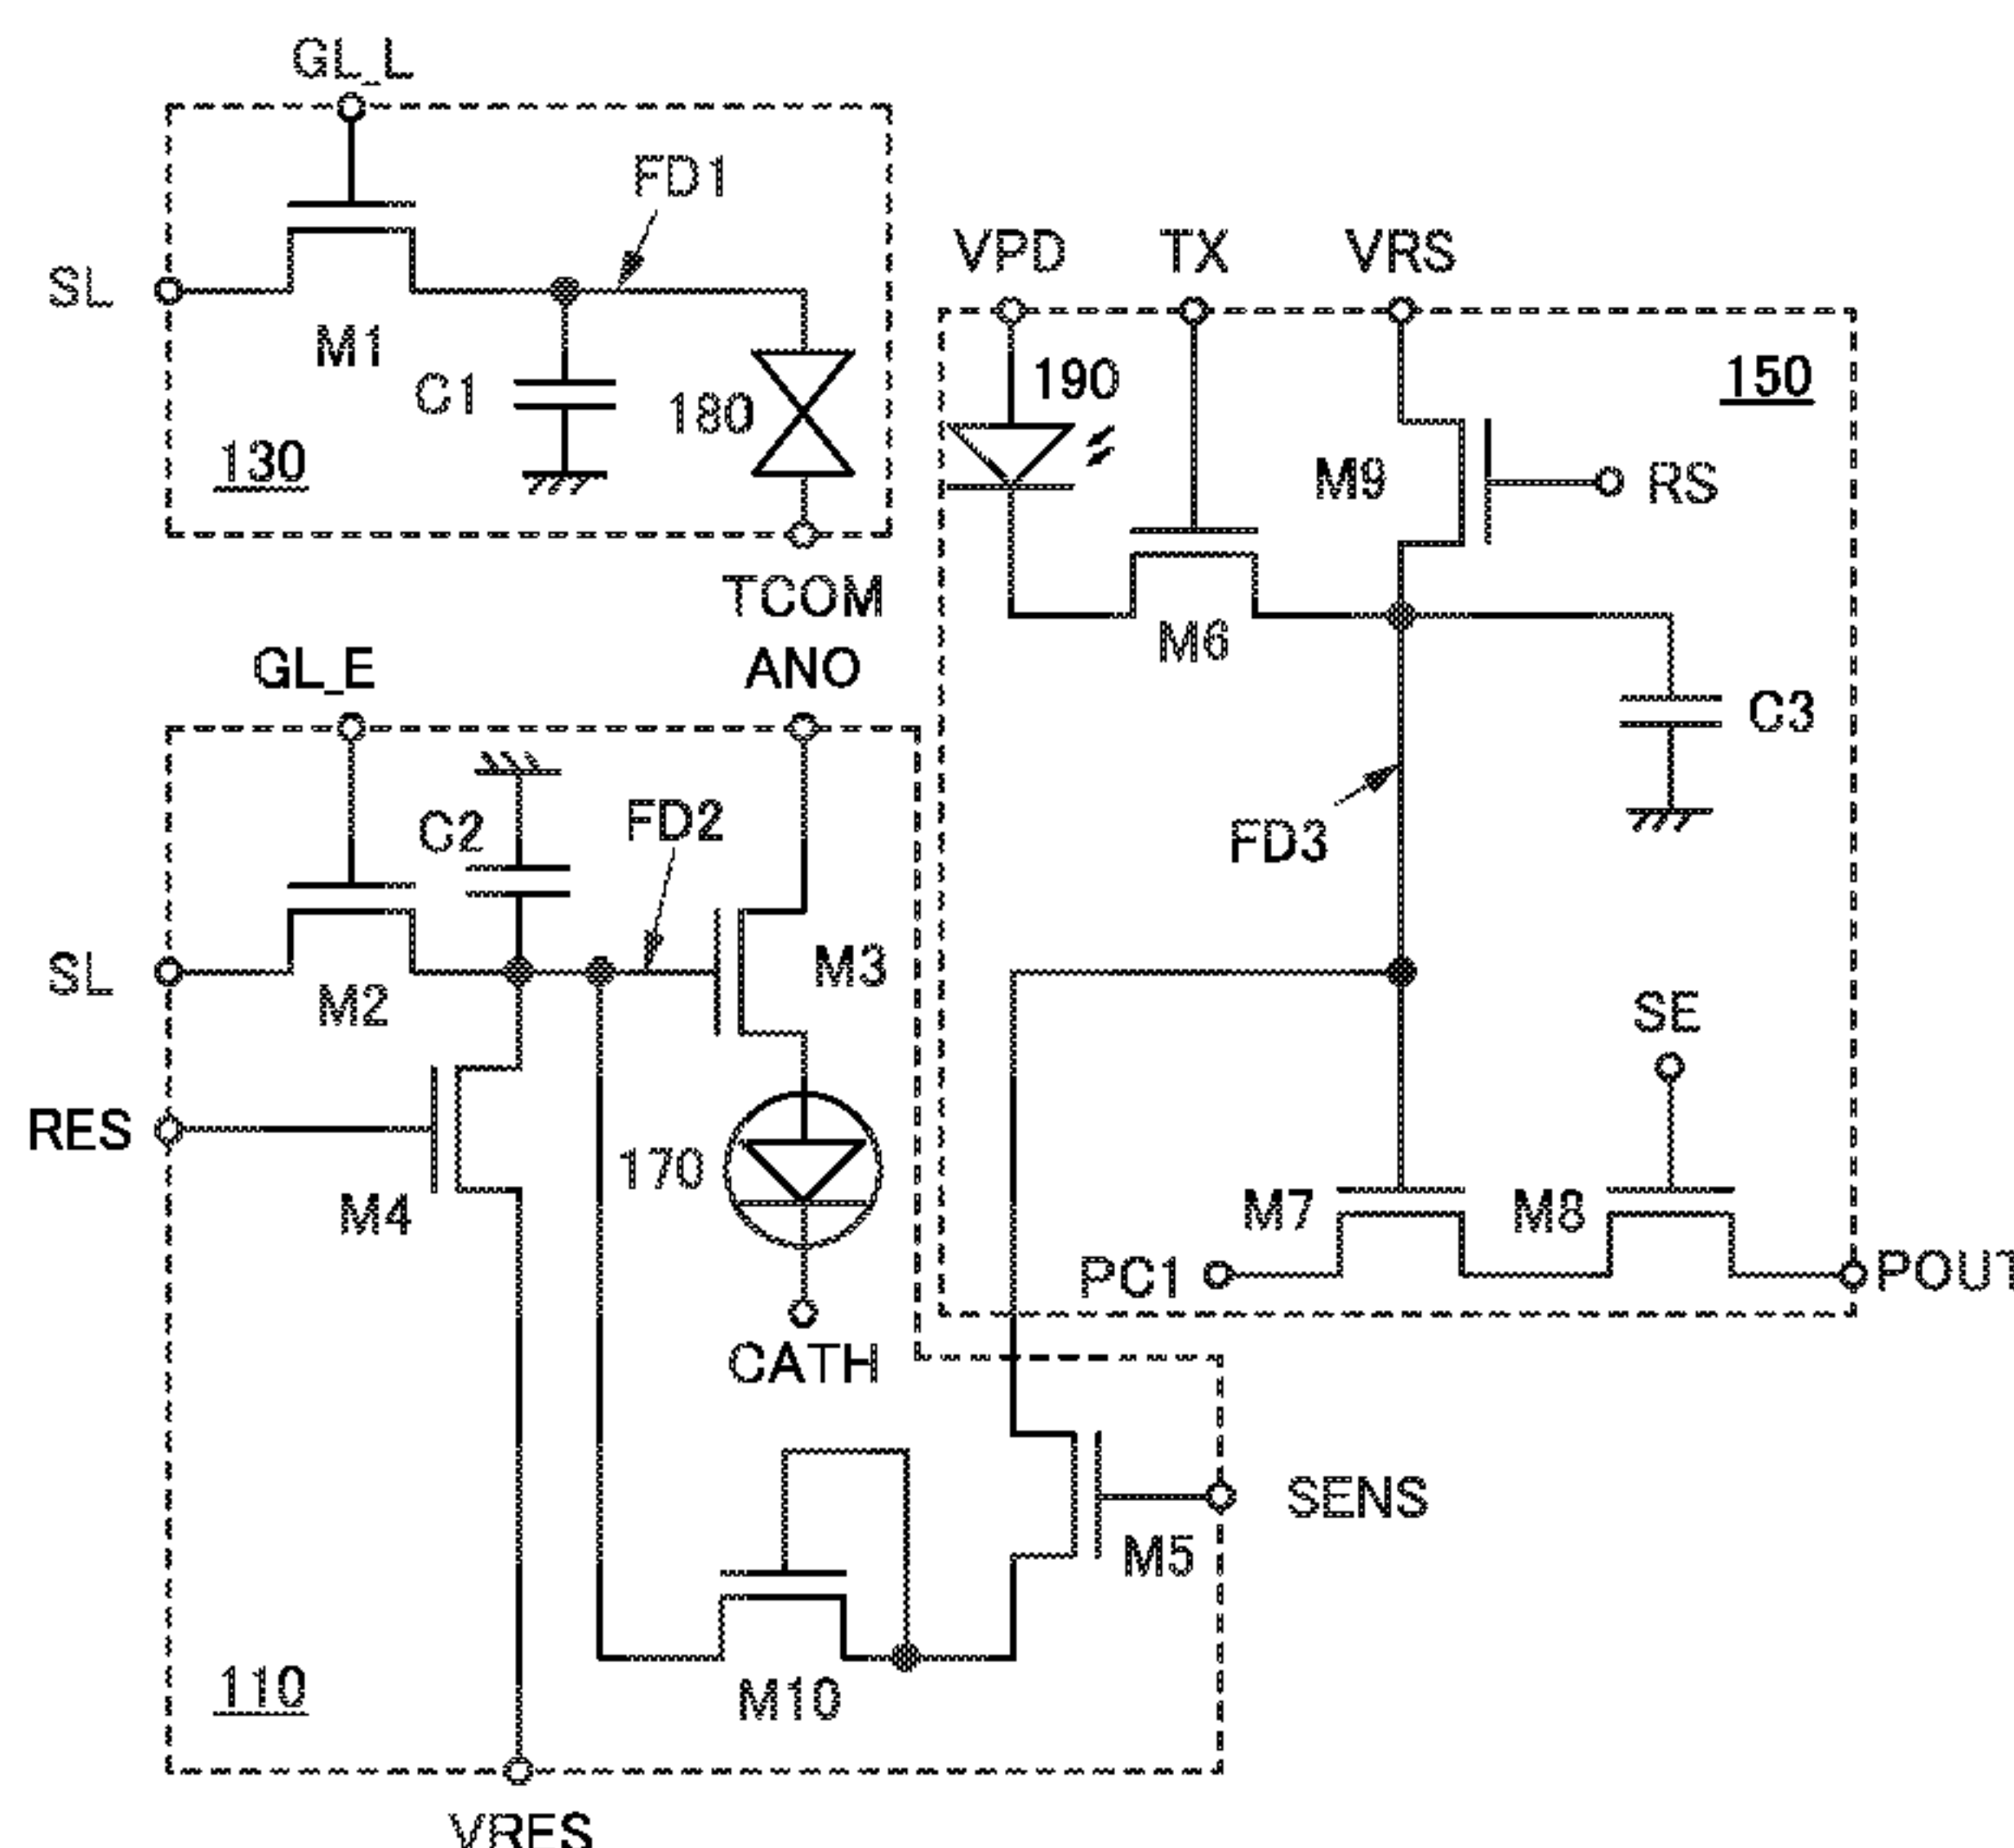 GL_L
FD1
SL
M1
C1
180
130
TCOM
VPD
TX
VRS
190
150
M9
RS
M6
C3
FD3
GL_E
ANO
C2
FD2
M3
SL
M2
RES
M4
170
CATH
SE
M7
M8
PC1
POUT
SENS
M5
M10
110
VRES